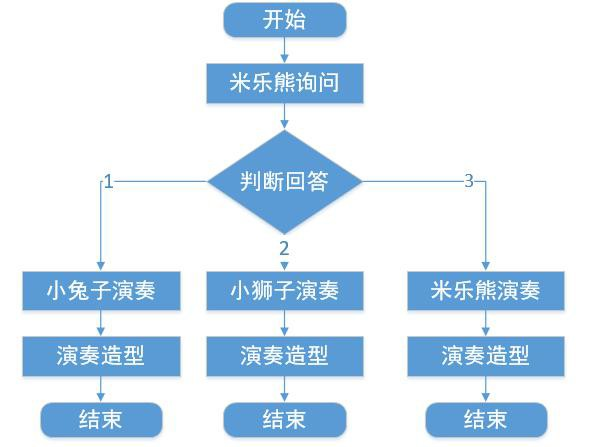 开始
米乐熊询问
判断回答
1
3
2
小兔子演奏
小狮子演奏
米乐熊演奏
演奏造型
演奏造型
演奏造型
结束
结束
结束